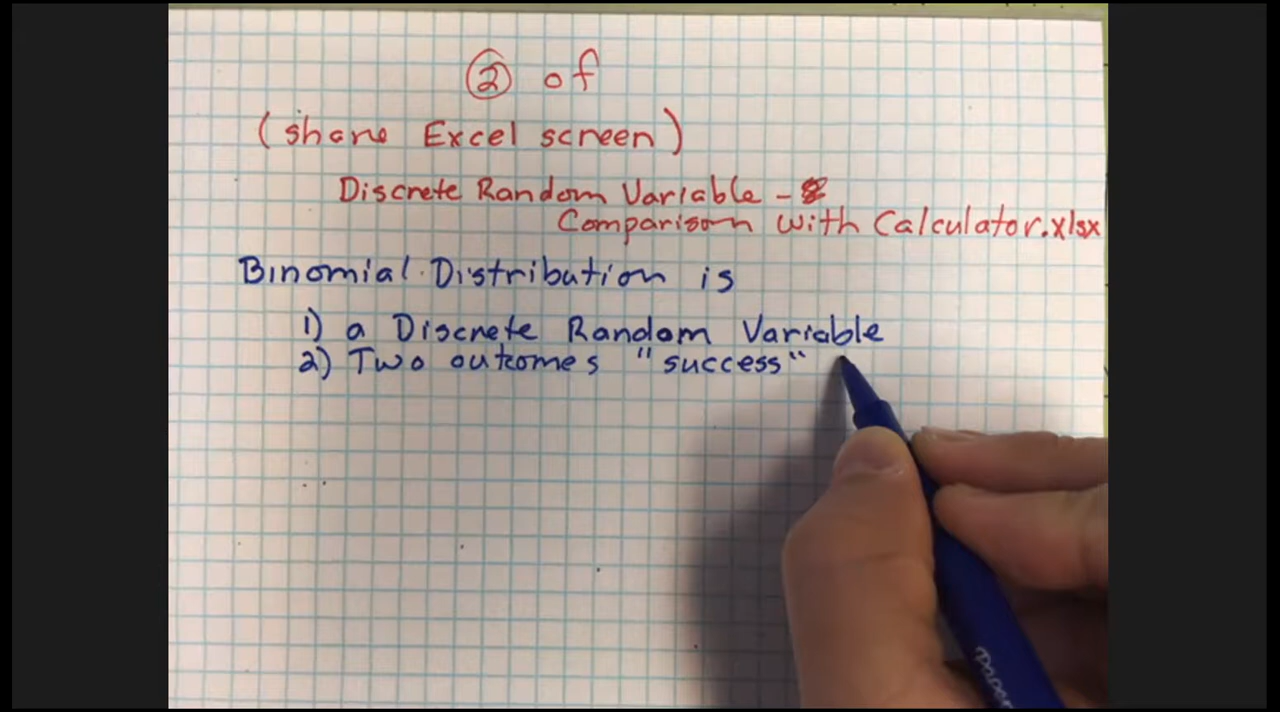 ② of
(share Excel screen)
Discrete Random Variable -
Comparison with Calculator.xlsx
Binomial Distribution is
1) a Discrete Random Variable
2) Two outcomes "success"
Paper